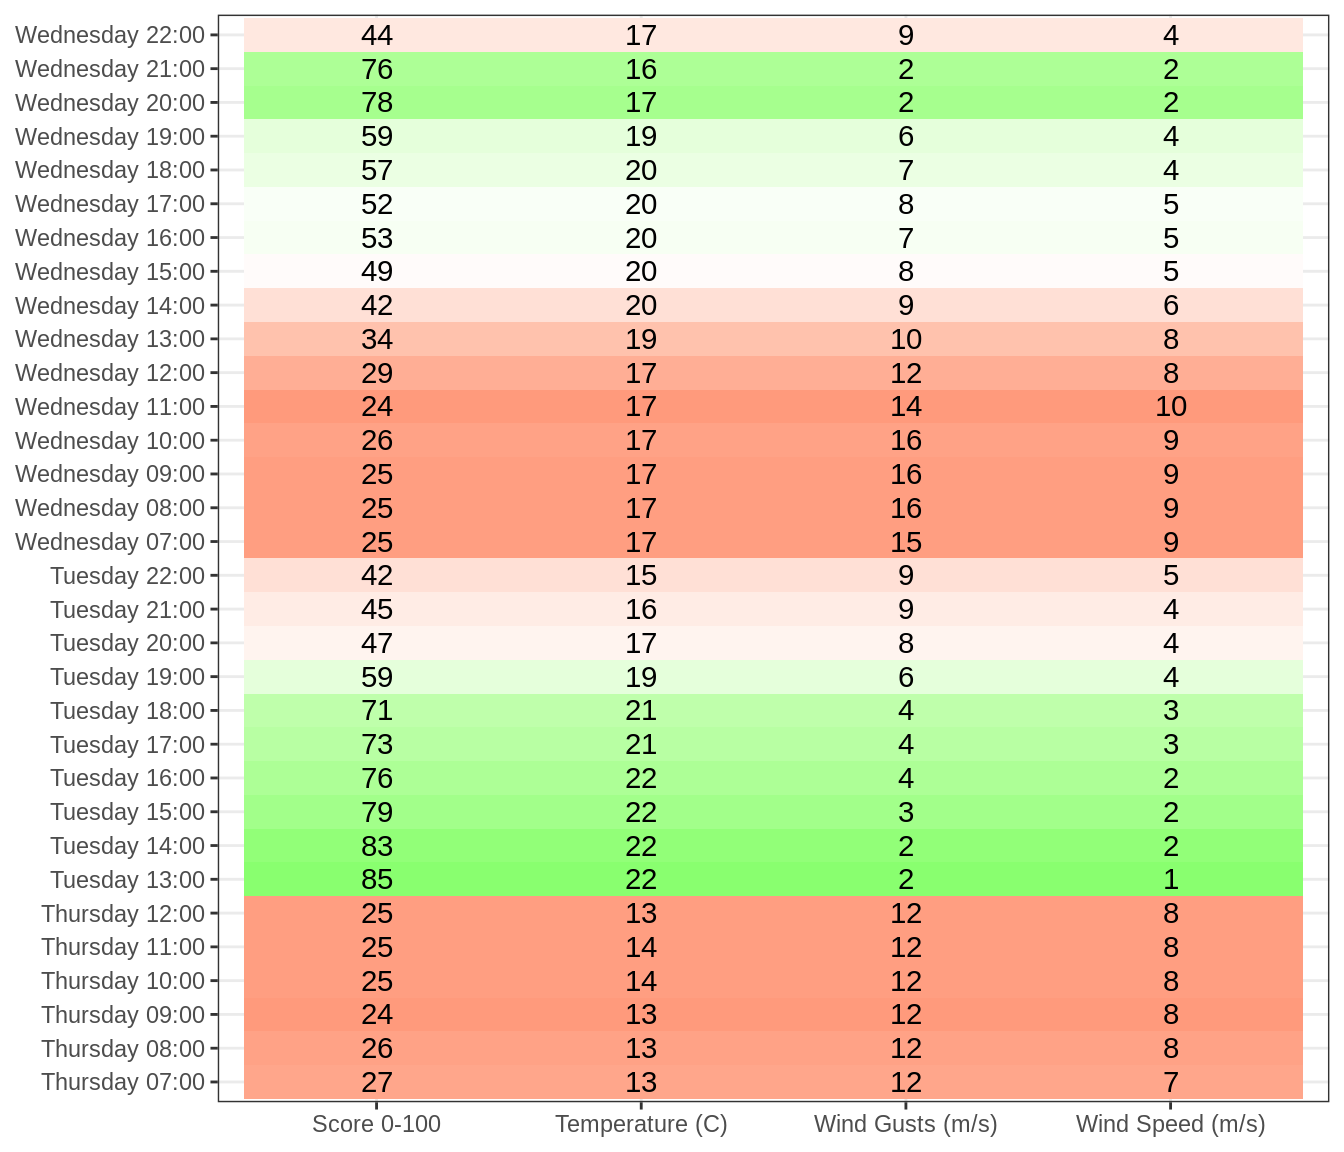 Wednesday 22:00 44 17 9 4
Wednesday 21:00 76 16 2 2
Wednesday 20:00 78 17 2 2
Wednesday 19:00 59 19 6 4
Wednesday 18:00 57 20 7 4
Wednesday 17:00 52 20 8 5
Wednesday 16:00 53 20 7 5
Wednesday 15:00 49 20 8 5
Wednesday 14:00 42 20 9 6
Wednesday 13:00 34 19 10 8
Wednesday 12:00 29 17 12 8
Wednesday 11:00 24 17 14 10
Wednesday 10:00 26 17 16 9
Wednesday 09:00 25 17 16 9
Wednesday 08:00 25 17 16 9
Wednesday 07:00 25 17 15 9
Tuesday 22:00 42 15 9 5
Tuesday 21:00 45 16 9 4
Tuesday 20:00 47 17 8 4
Tuesday 19:00 59 19 6 4
Tuesday 18:00 71 21 4 3
Tuesday 17:00 73 21 4 3
Tuesday 16:00 76 22 4 2
Tuesday 15:00 79 22 3 2
Tuesday 14:00 83 22 2 2
Tuesday 13:00 85 22 2 1
Thursday 12:00 25 13 12 8
Thursday 11:00 25 14 12 8
Thursday 10:00 25 14 12 8
Thursday 09:00 24 13 12 8
Thursday 08:00 26 13 12 8
Thursday 07:00 27 13 12 7
Score 0-100 Temperature (C) Wind Gusts (m/s) Wind Speed (m/s)